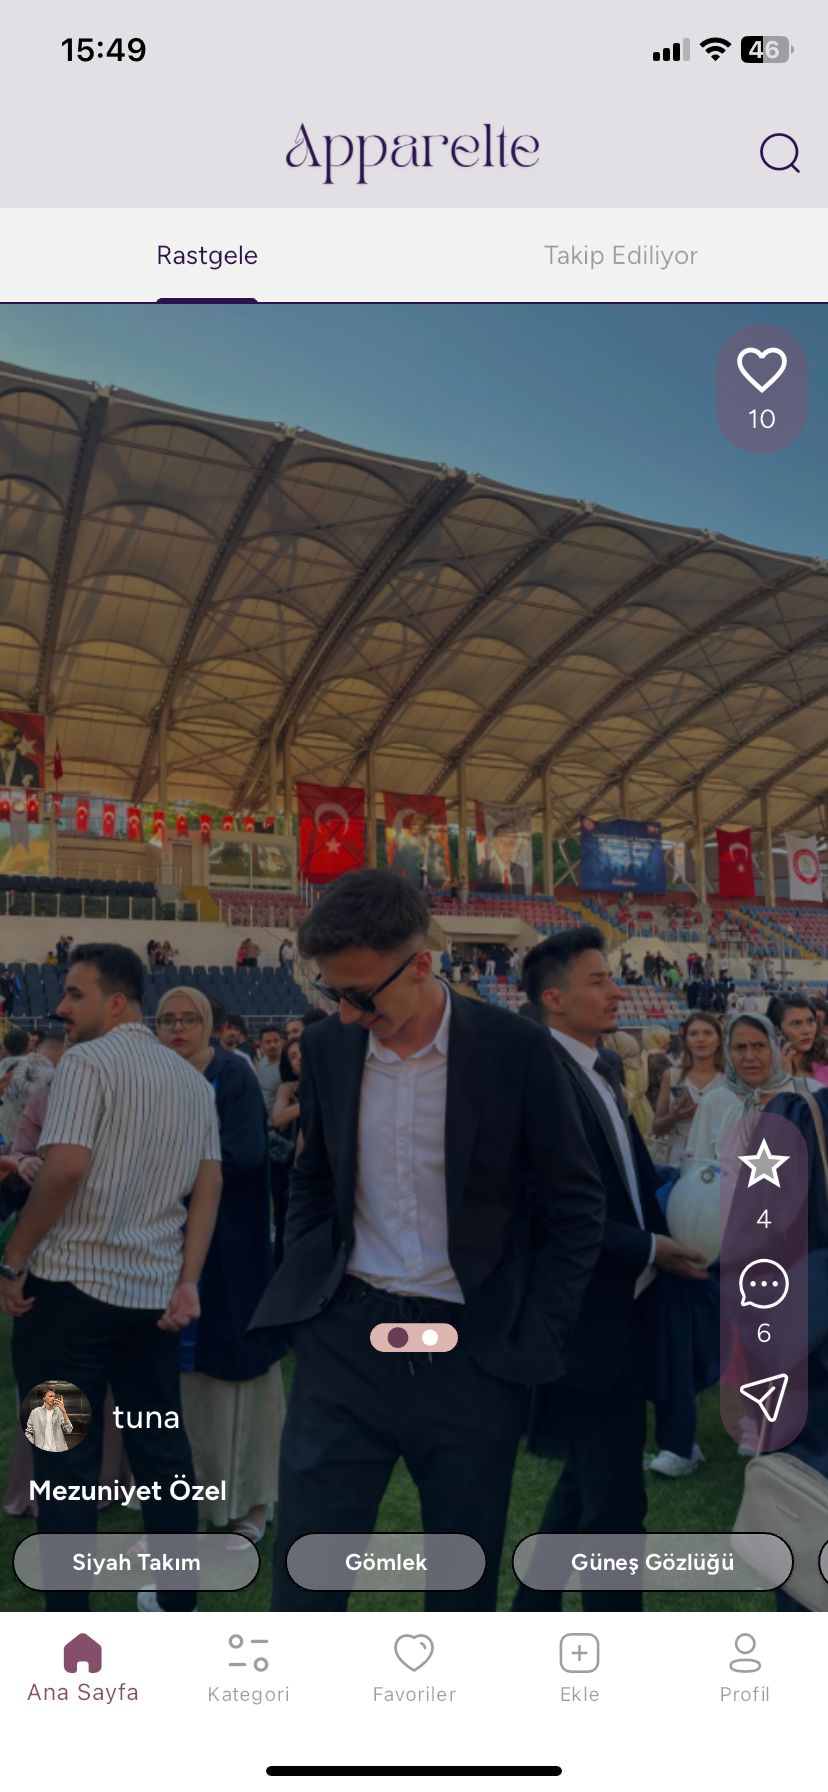 15:49
46
Apparelte
Rastgele
Takip Ediliyor
10
4
6
tuna
Mezuniyet Özel
Siyah Takım
Gömlek
Güneş Gözlüğü
Ana Sayfa
Kategori
Favoriler
Ekle
Profil